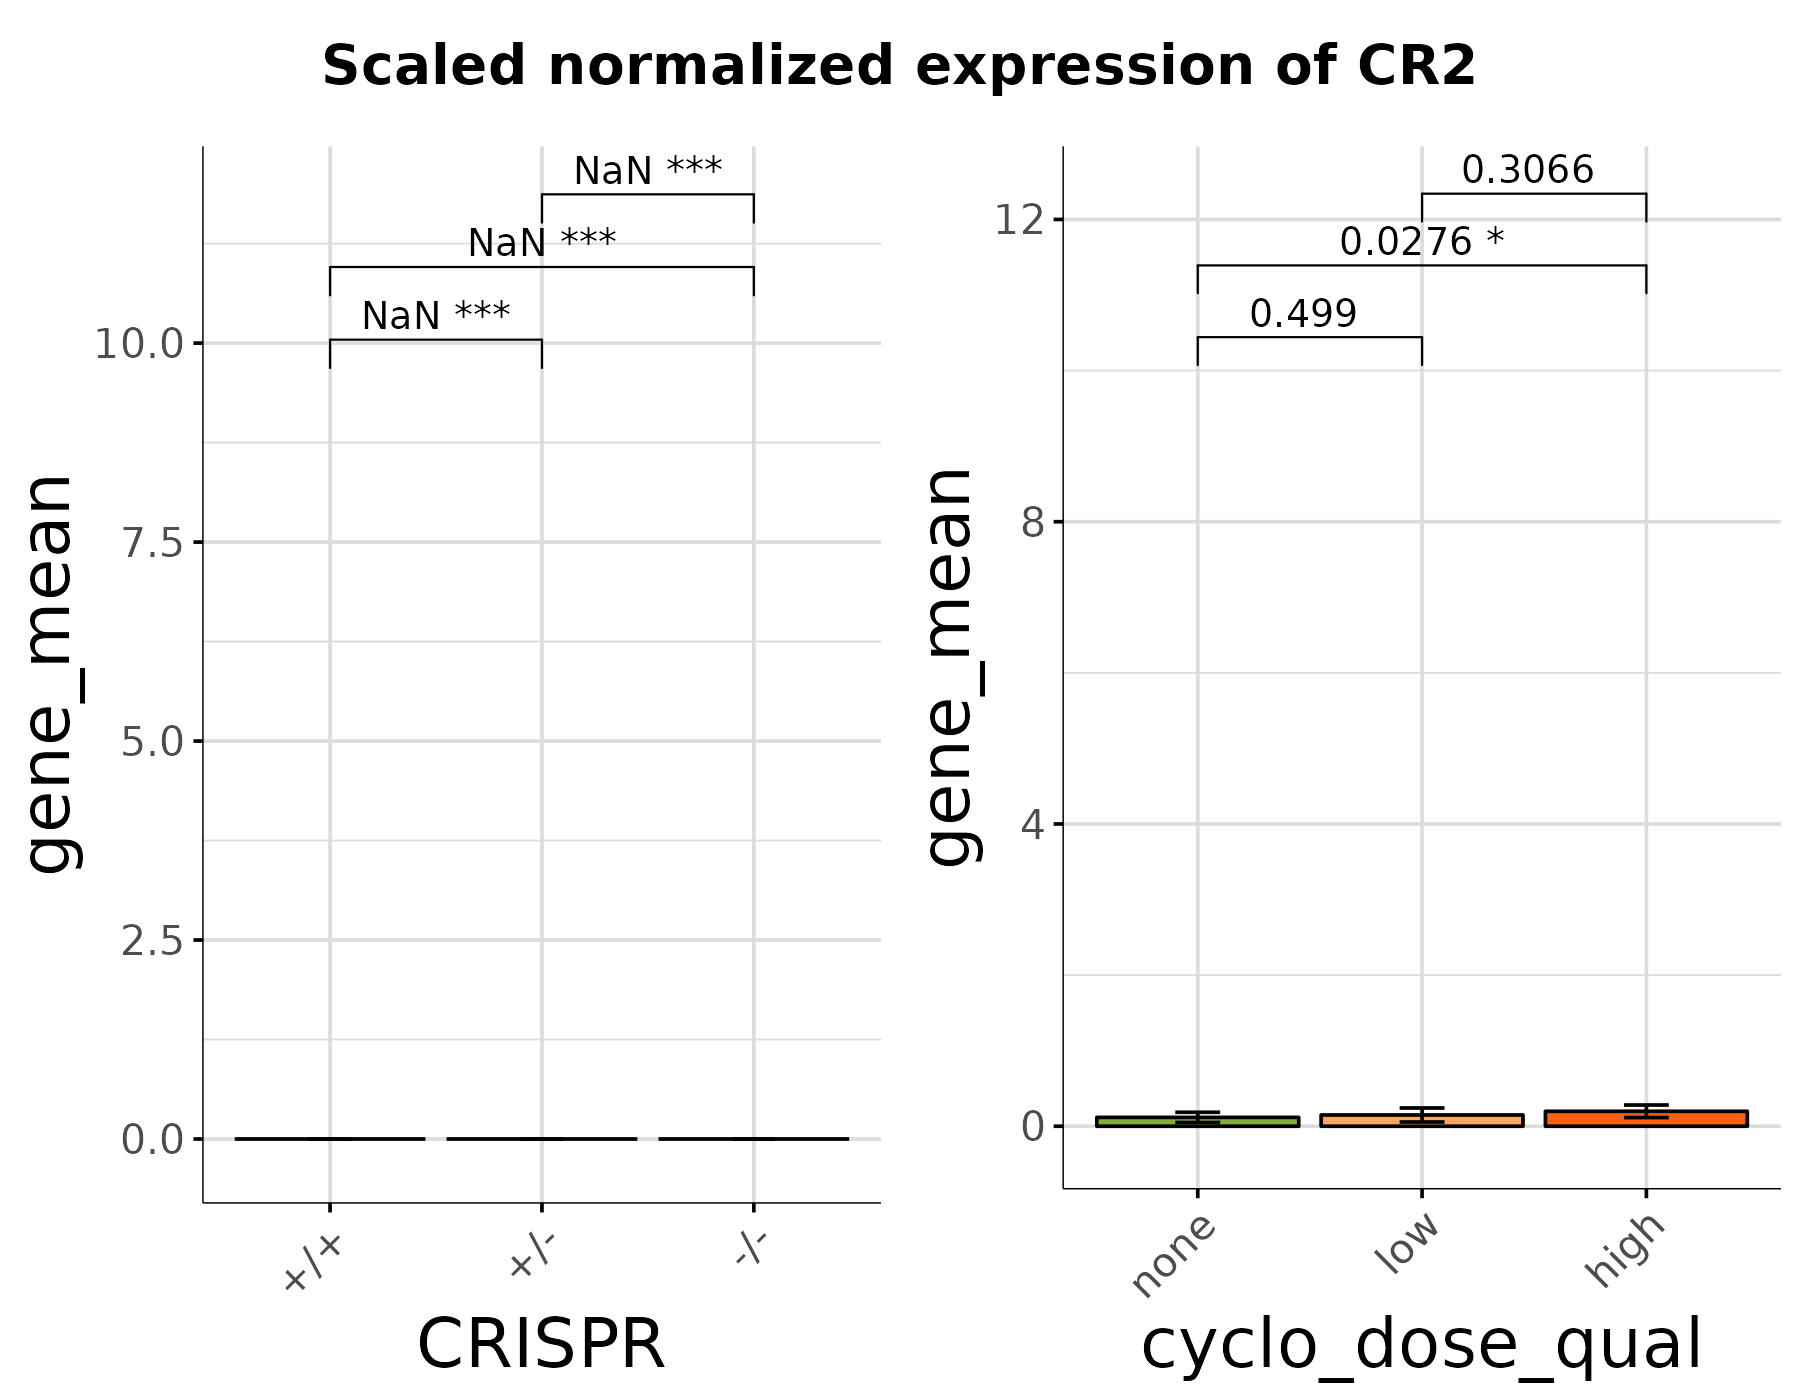 Scaled normalized expression of CR2
gene_mean
10.0
7.5
5.0
2.5
0.0
NaN ***
NaN ***
NaN ***
+/+
+/-
-/-
CRISPR
gene_mean
12
8
4
0
0.3066
0.0276 *
0.499
none
low
high
cyclo_dose_qual